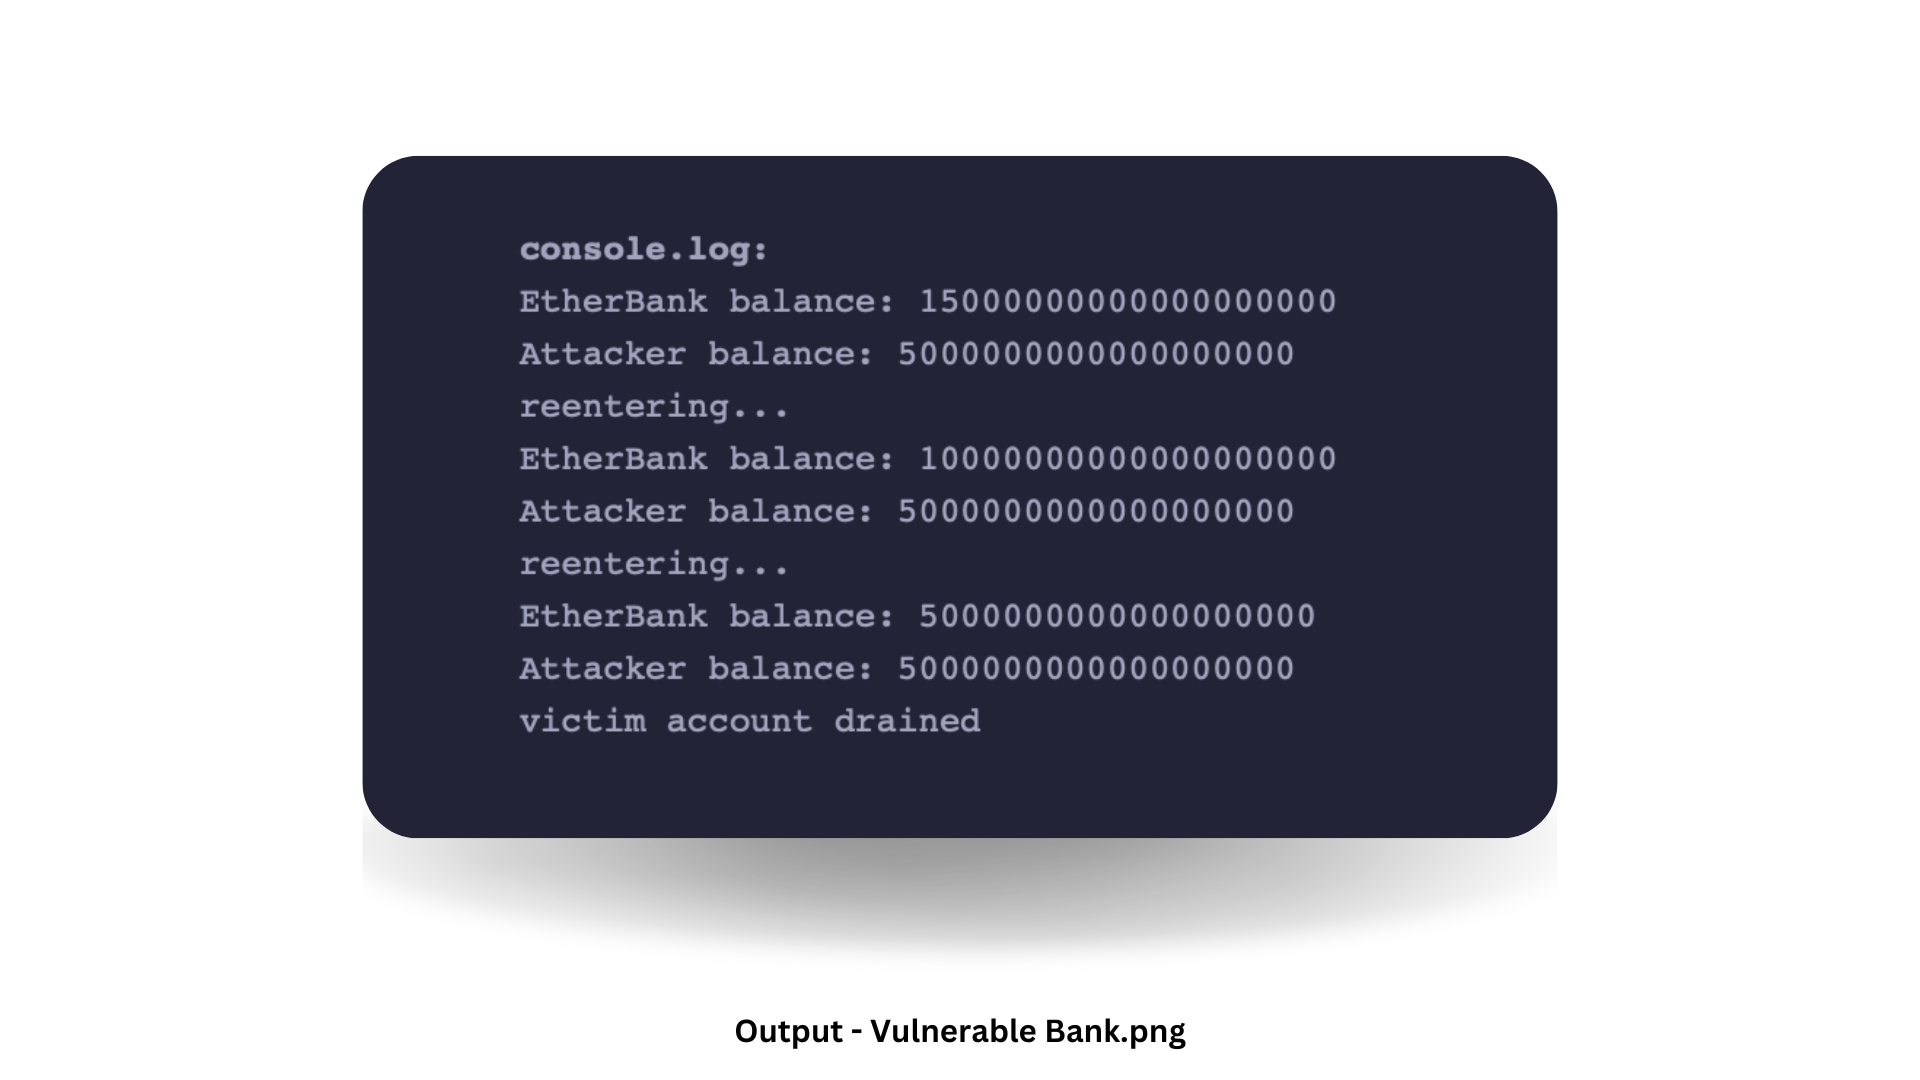 console.log:
EtherBank balance: 15000000000000000000
Attacker balance: 5000000000000000000
reentering...
EtherBank balance: 10000000000000000000
Attacker balance: 5000000000000000000
reentering...
EtherBank balance: 5000000000000000000
Attacker balance: 5000000000000000000
victim account drained
Output - Vulnerable Bank.png